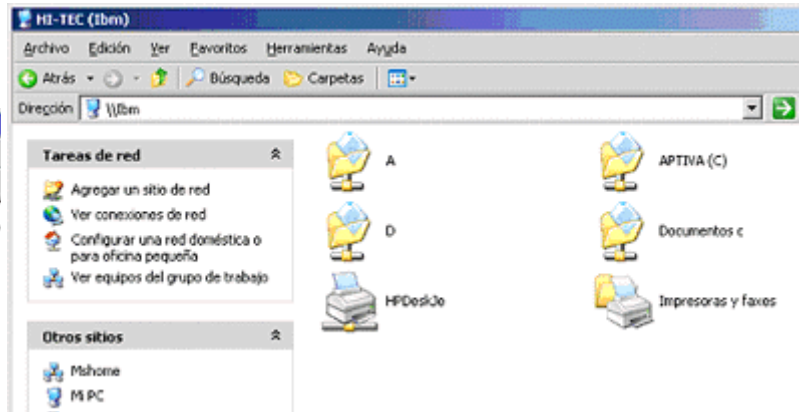 HI-TEC (Ibm)
Archivo Edición Ver Favoritos Herramientas Ayuda
Atrás Búsqueda Carpetas
Dirección \\Ibm
Tareas de red
Agregar un sitio de red
Ver conexiones de red
Configurar una red doméstica o
para oficina pequeña
Ver equipos del grupo de trabajo
Otros sitios
Mshome
Mi PC
A
APTIVA (C)
D
Documentos c
HPDeskJe
Impresoras y faxes